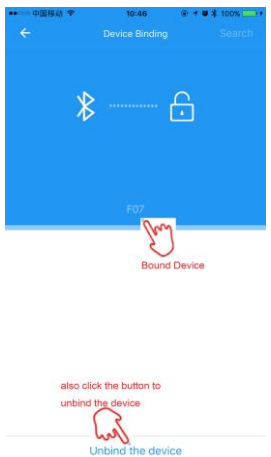 中国移动 10:46 100%
Device Binding Search
F07
Bound Device
also click the button to
unbind the device
Unbind the device